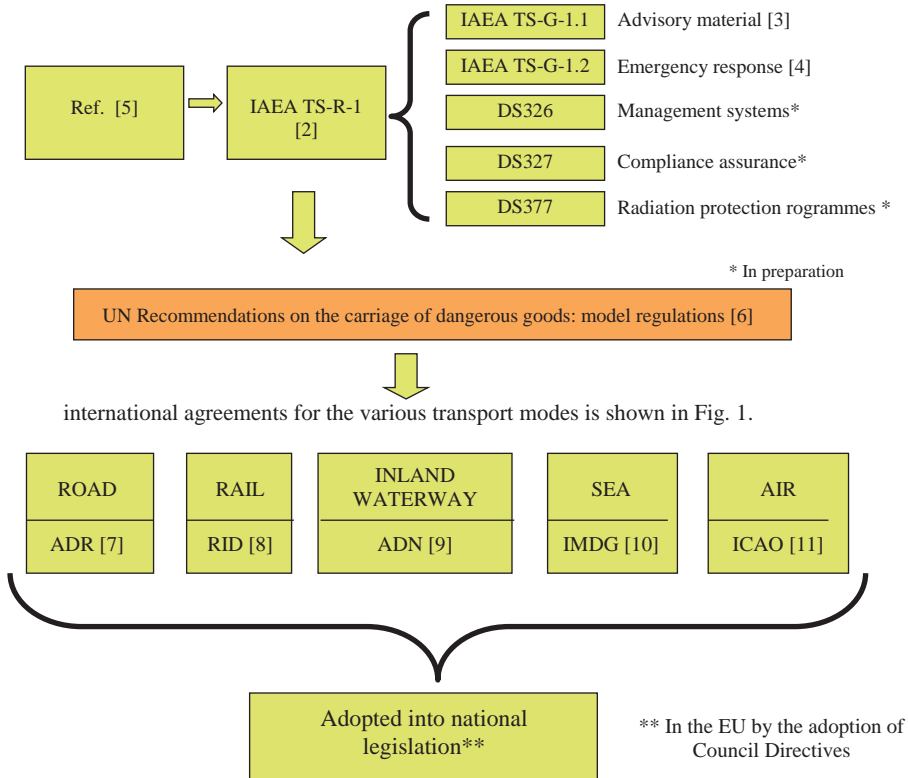 IAEA TS-G-1.1 Advisory material [3]
IAEA TS-G-1.2 Emergency response [4]
Ref. [5]
IAEA TS-R-1
[2]
DS326 Management systems*
DS327 Compliance assurance*
DS377 Radiation protection rogrammes *
* In preparation
UN Recommendations on the carriage of dangerous goods: model regulations [6]
international agreements for the various transport modes is shown in Fig. 1.
ROAD
ADR [7]
RAIL
RID [8]
INLAND
WATERWAY
ADN [9]
SEA
IMDG [10]
AIR
ICAO [11]
Adopted into national
legislation**
** In the EU by the adoption of
Council Directives